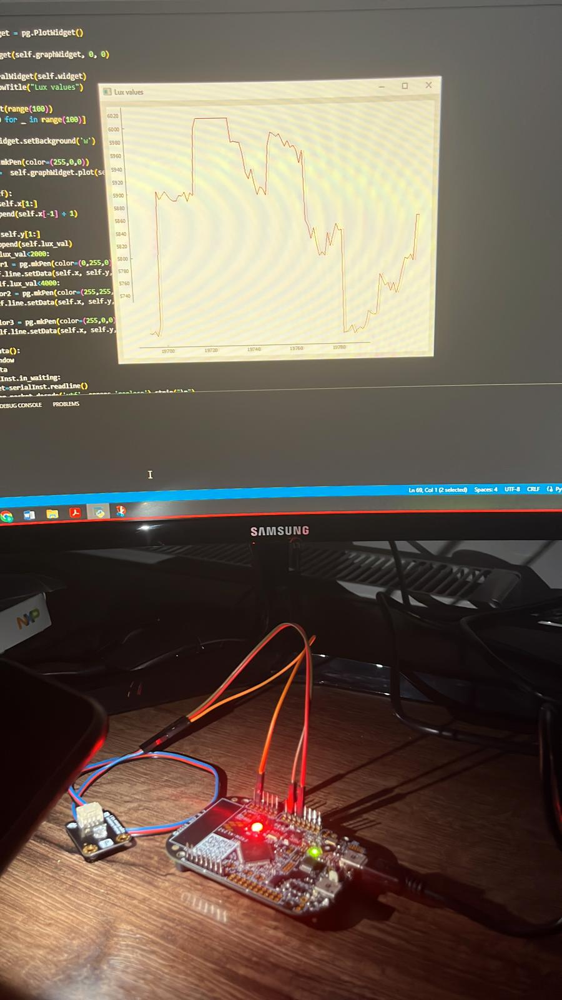 get = pg.PlotWidget()
get(self.graphWidget, 0, 0)
alWidget(self.widget)
owTitle("Lux values")
t(range(100))
for _ in range(100)]
idget.setBackground('w')
mkPen(color=(255,0,0))
= self.graphWidget.plot(se
f):
self.x[1:]
pend(self.x[-1] + 1)
self.y[1:]
ppend(self.lux_val)
lux_val<2000:
r1 = pg.mkPen(color=(0,255,0)
f.line.setData(self.x, self.y,
lf.lux_val<4000:
or2 = pg.mkPen(color=(255,255,
f.line.setData(self.x, self.y,
lor3 = pg.mkPen(color=(255,0,0)
lf.line.setData(self.x, self.y,
ata():
ndow
ta
lInst.in_waiting:
et=serialInst.readline()
Lux values
6020
6000
5980
5960
5940
5920
5900
5880
5860
5840
5820
5800
5780
5760
5740
19700
19720
19740
19760
19780
DEBUG CONSOLE
PROBLEMS
Ln 69, Col 1 (2 selected)
Spaces: 4
UTF-8
CRLF
Py
SAMSUNG
NXP